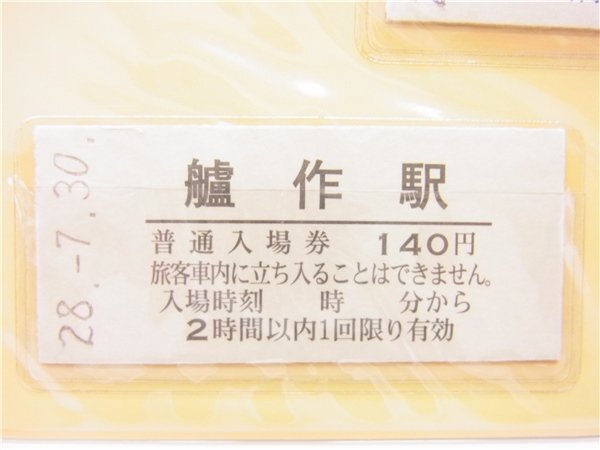 28.-7.30.
艫作駅
普通入場券 140円
旅客車内に立ち入ることはできません。
入場時刻 時 分から
2時間以内1回限り有効